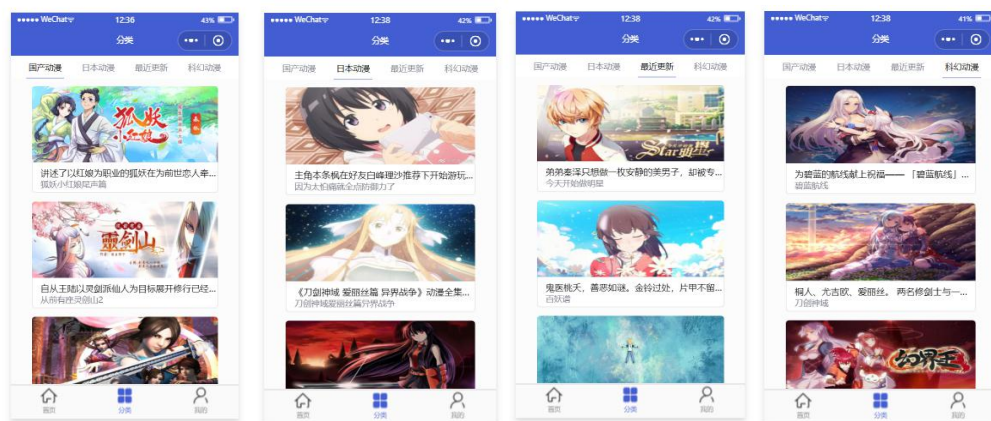 WeChat 12:36 43%
分类
国产动漫 日本动漫 最近更新 科幻动漫
狐妖
小红娘
讲述了以红娘为职业的狐妖在为前世恋人牵...
狐妖小红娘尾声篇
靈劍山
自从王陆以灵剑派仙人为目标展开修行已经...
从前有座灵剑山2
首页 分类 我的
WeChat 12:38 42%
分类
国产动漫 日本动漫 最近更新 科幻动漫
主角本条枫在好友白峰理沙推荐下开始游玩...
因为太怕痛就全点防御力了
《刀剑神域 爱丽丝篇 异界战争》动漫全集...
刀剑神域爱丽丝篇异界战争
首页 分类 我的
WeChat 12:38 42%
分类
国产动漫 日本动漫 最近更新 科幻动漫
Star
弟弟秦泽只想做一枚安静的美男子，却被专...
今天开始做明星
鬼医桃夭，善恶如谜。金铃过处，片甲不留...
百妖谱
首页 分类 我的
WeChat 12:38 41%
分类
国产动漫 日本动漫 最近更新 科幻动漫
为碧蓝的航线献上祝福——「碧蓝航线」...
碧蓝航线
桐人、尤吉欧、爱丽丝。 两名修剑士与一...
刀剑神域
幻界王
首页 分类 我的